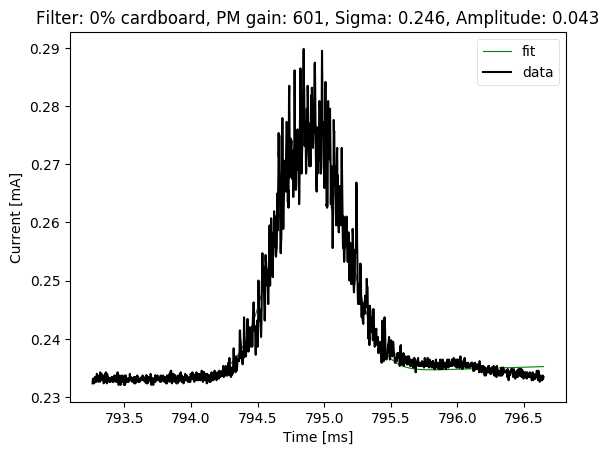 Filter: 0% cardboard, PM gain: 601, Sigma: 0.246, Amplitude: 0.043
fit
data
0.29
0.28
0.27
0.26
0.25
0.24
0.23
Current [mA]
793.5 794.0 794.5 795.0 795.5 796.0 796.5
Time [ms]